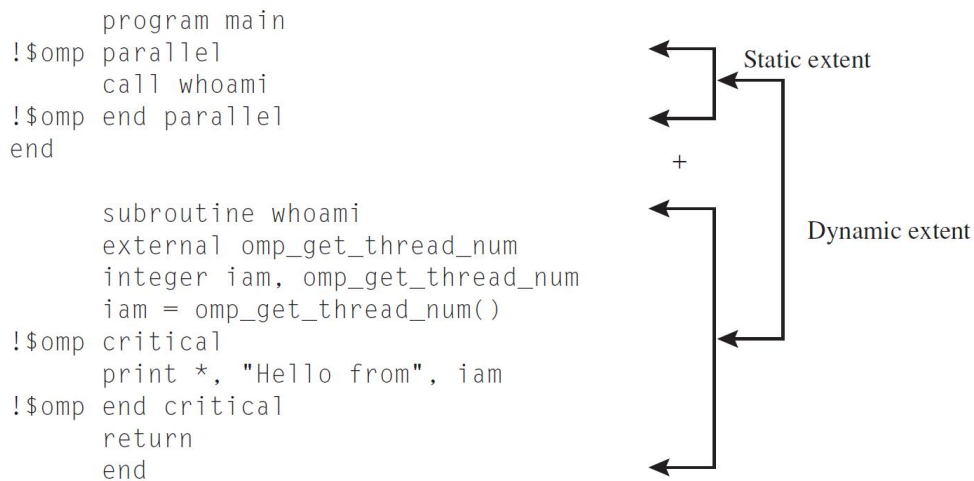 program main
!$omp parallel
call whoami
!$omp end parallel
end
Static extent
+
subroutine whoami
external omp_get_thread_num
integer iam, omp_get_thread_num
iam = omp_get_thread_num()
!$omp critical
print *, "Hello from", iam
!$omp end critical
return
end
Dynamic extent